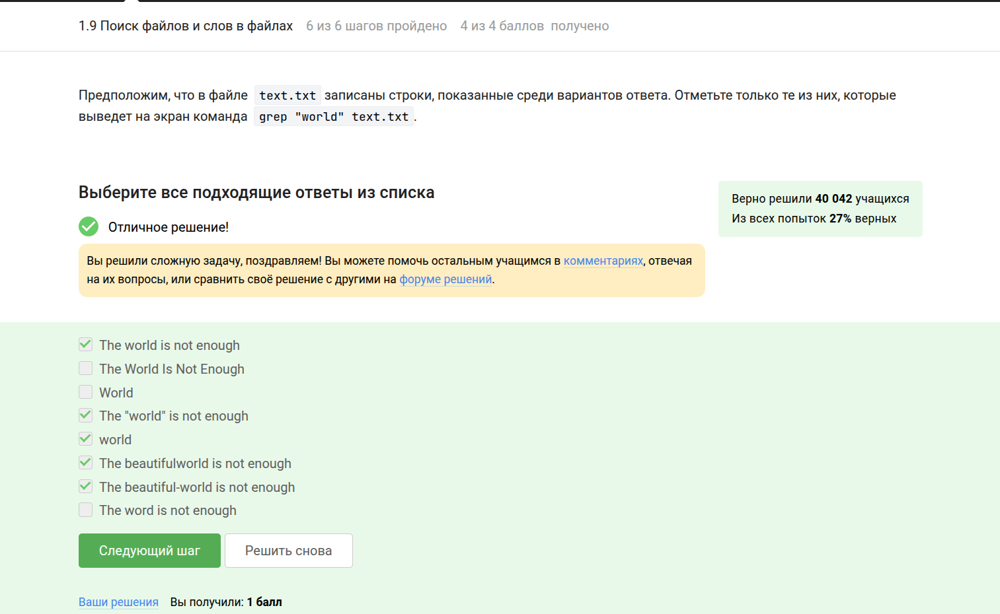 1.9 Поиск файлов и слов в файлах 6 из 6 шагов пройдено 4 из 4 баллов получено
Предположим, что в файле text.txt записаны строки, показанные среди вариантов ответа. Отметьте только те из них, которые
выведет на экран команда grep "world" text.txt.
Выберите все подходящие ответы из списка
Верно решили 40 042 учащихся
Из всех попыток 27% верных
Отличное решение!
Вы решили сложную задачу, поздравляем! Вы можете помочь остальным учащимся в комментариях, отвечая
на их вопросы, или сравнить своё решение с другими на форуме решений.
The world is not enough
The World Is Not Enough
World
The "world" is not enough
world
The beautifulworld is not enough
The beautiful-world is not enough
The word is not enough
Следующий шаг Решить снова
Ваши решения Вы получили: 1 балл